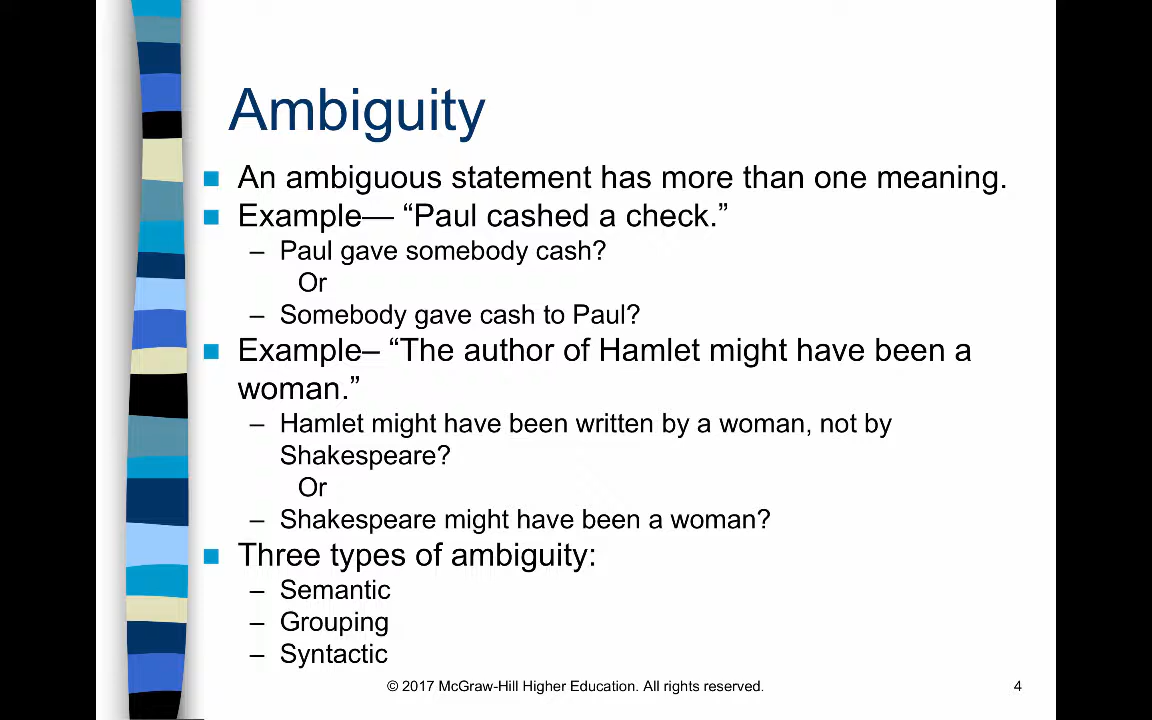 Ambiguity
An ambiguous statement has more than one meaning.
Example— “Paul cashed a check.”
– Paul gave somebody cash?
Or
– Somebody gave cash to Paul?
Example– “The author of Hamlet might have been a
woman.”
– Hamlet might have been written by a woman, not by
Shakespeare?
Or
– Shakespeare might have been a woman?
Three types of ambiguity:
– Semantic
– Grouping
– Syntactic
© 2017 McGraw-Hill Higher Education. All rights reserved.
4